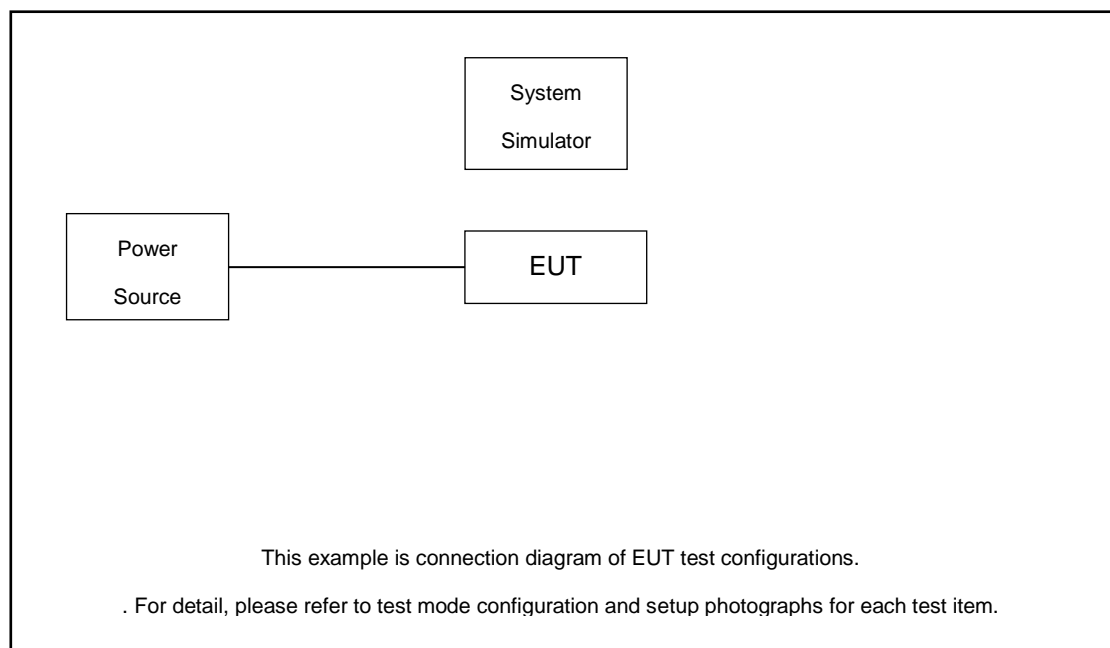 System
Simulator
Power
Source
EUT
This example is connection diagram of EUT test configurations.
. For detail, please refer to test mode configuration and setup photographs for each test item.